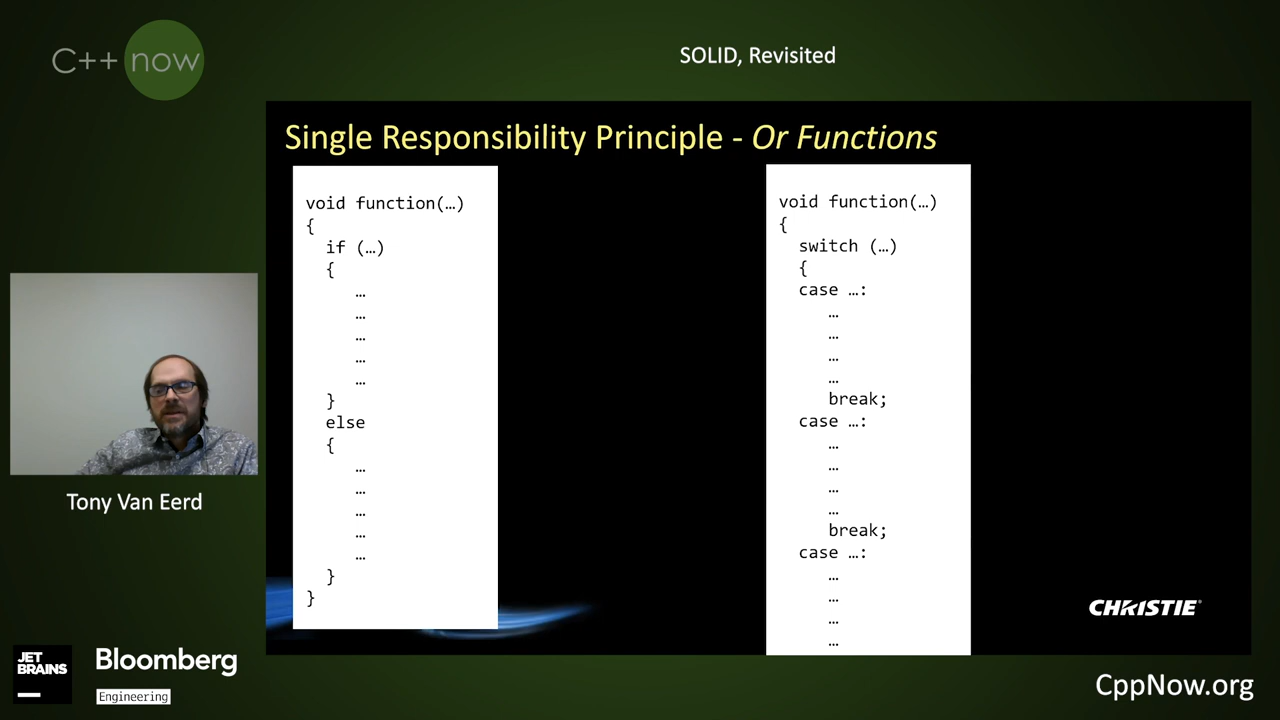 C++ now
SOLID, Revisited
Single Responsibility Principle - Or Functions
void function(…)
{
if (…)
{
…
…
…
…
…
}
else
{
…
…
…
…
…
}
}
void function(…)
{
switch (…)
{
case …:
…
…
…
…
break;
case …:
…
…
…
…
break;
case …:
…
…
…
…
Tony Van Eerd
CHRISTIE®
JET
BRAINS
Bloomberg
Engineering
CppNow.org